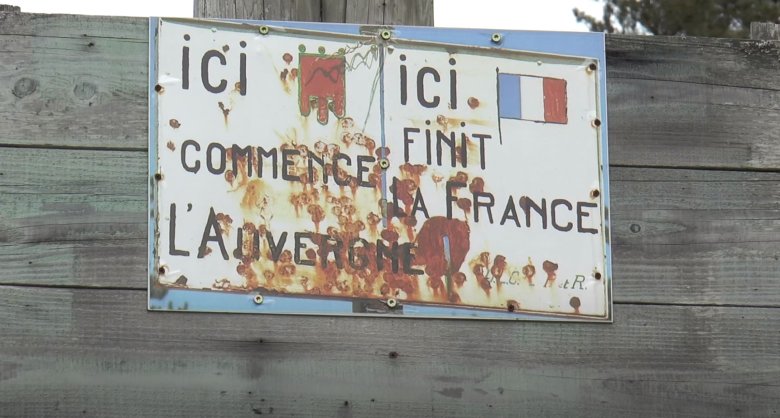 ici
COMMENCE
L'AUVERGNE
ici
FiNiT
LA FRANCE